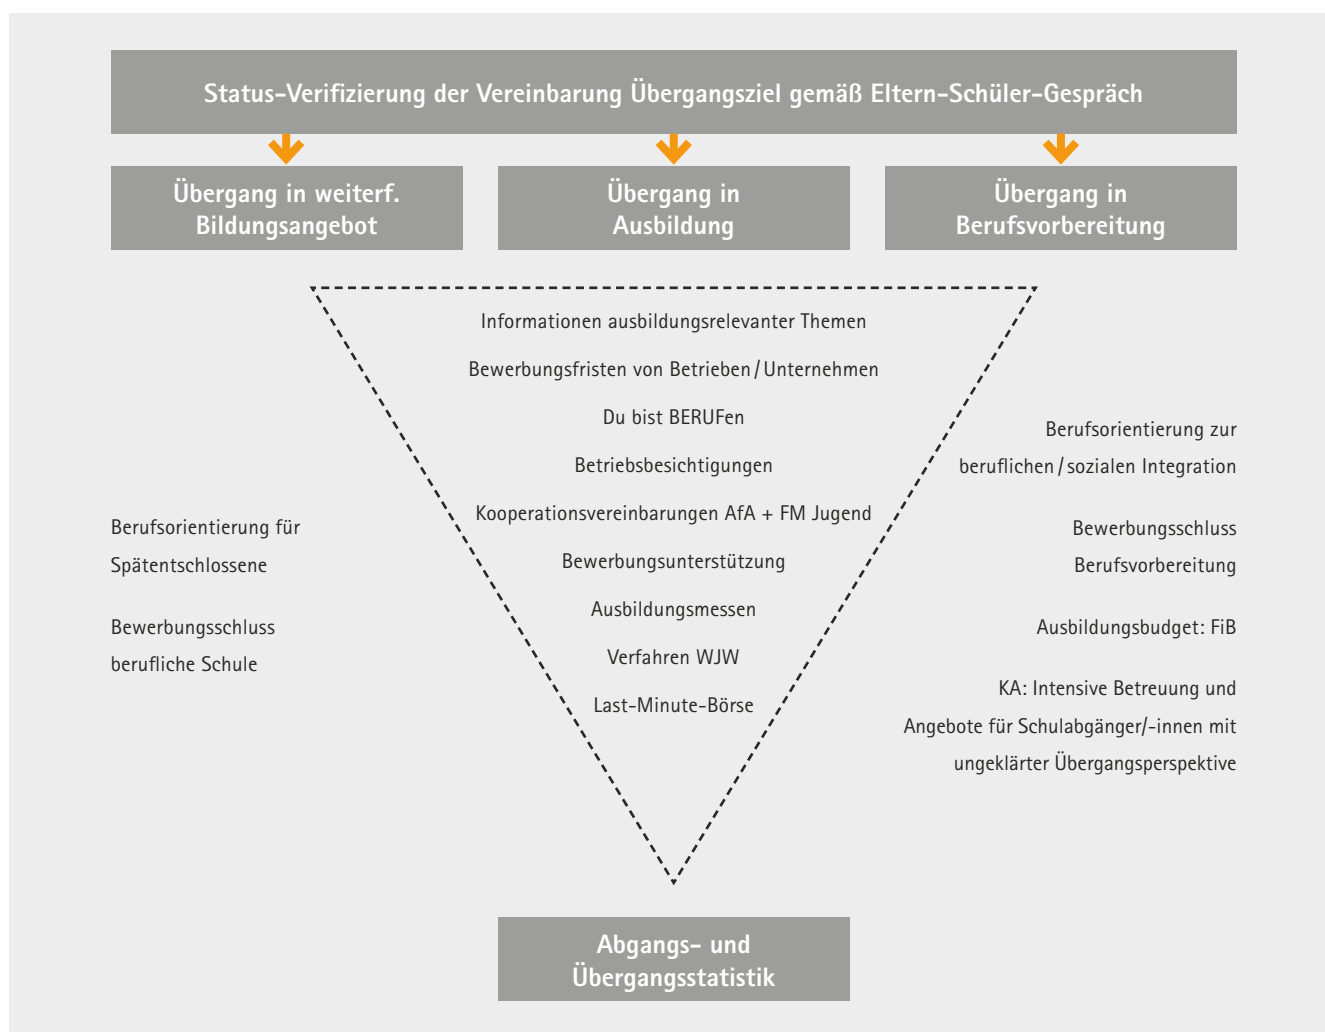 Status-Verifizierung der Vereinbarung Übergangsziel gemäß Eltern-Schüler-Gespräch
Übergang in weiterf.
Bildungsangebot
Übergang in
Ausbildung
Übergang in
Berufsvorbereitung
Informationen ausbildungsrelevanter Themen
Bewerbungsfristen von Betrieben/Unternehmen
Du bist BERUFen
Betriebsbesichtigungen
Kooperationsvereinbarungen AfA + FM Jugend
Bewerbungsunterstützung
Ausbildungsmessen
Verfahren WJW
Last-Minute-Börse
Berufsorientierung für
Spätentschlossene
Bewerbungsschluss
berufliche Schule
Berufsorientierung zur
beruflichen/sozialen Integration
Bewerbungsschluss
Berufsvorbereitung
Ausbildungsbudget: FiB
KA: Intensive Betreuung und
Angebote für Schulabgänger/-innen mit
ungeklärter Übergangsperspektive
Abgangs- und
Übergangsstatistik